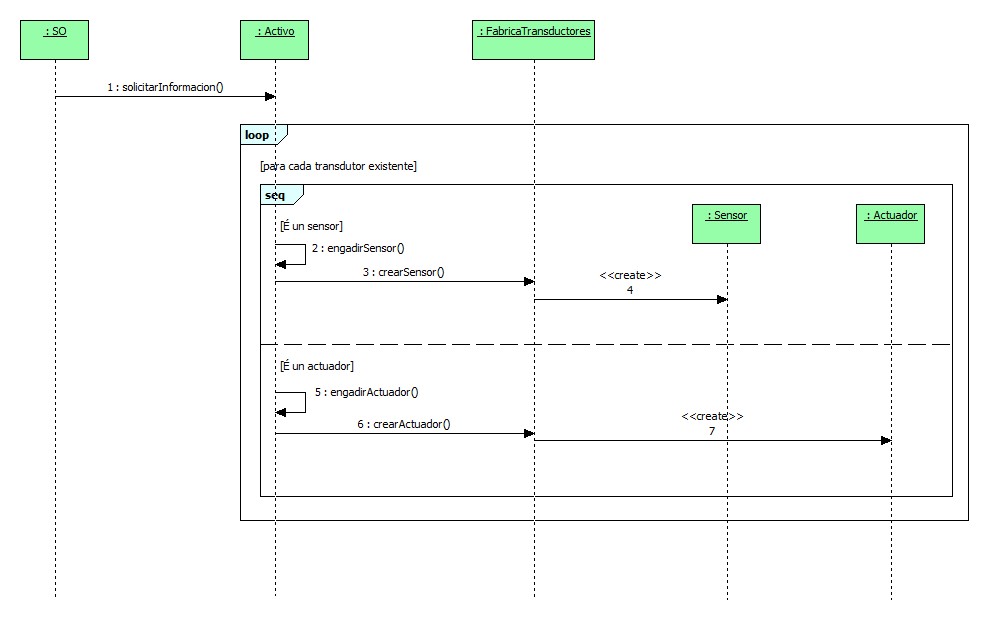 : SO
: Activo
: FabricaTransductores
1 : solicitarInformacion()
loop
[para cada transdutor existente]
seq
: Sensor
: Actuador
[É un sensor]
2 : engadirSensor()
3 : crearSensor()
<<create>>
4
[É un actuador]
5 : engadirActuador()
6 : crearActuador()
<<create>>
7